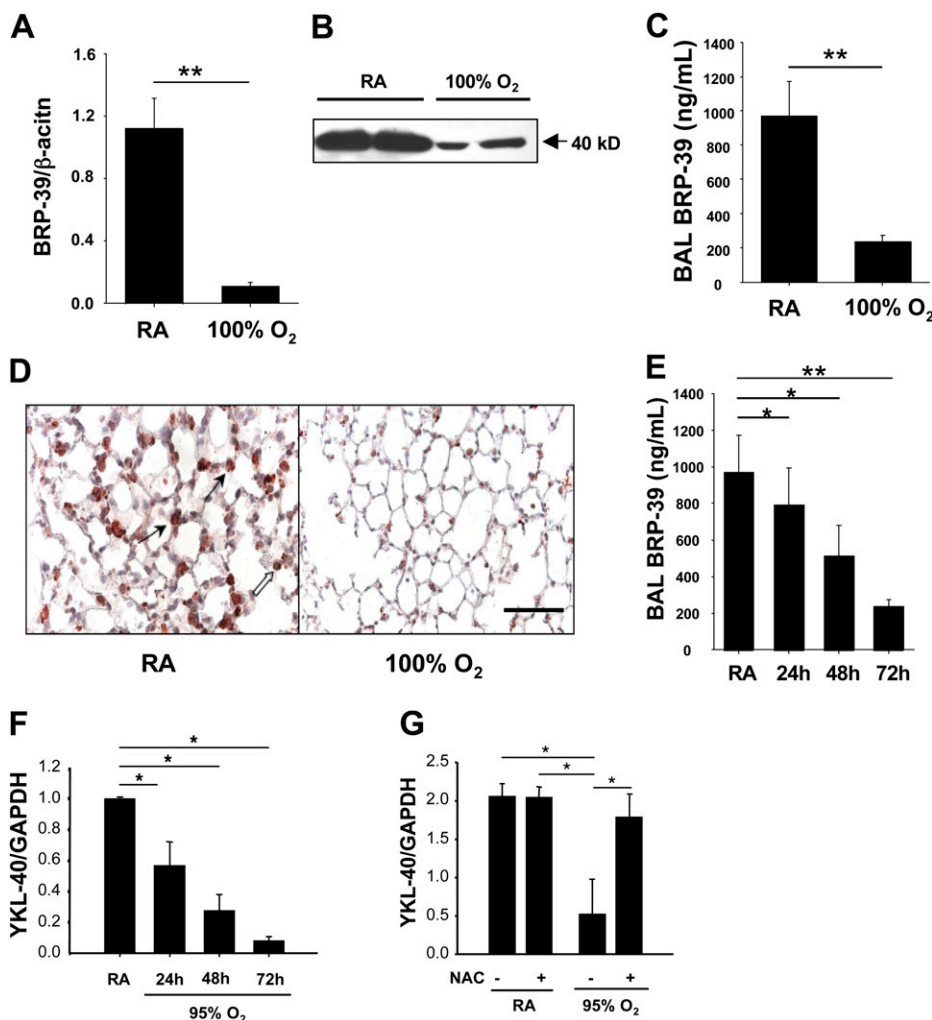 A
BRP-39/β-acitn
1.6
1.2
0.8
0.4
0.0
**
RA
100% O2
B
RA
100% O2
40 kD
C
BAL BRP-39 (ng/mL)
1400
1200
1000
800
600
400
200
0
**
RA
100% O2
D
RA
100% O2
E
BAL BRP-39 (ng/mL)
1400
1200
1000
800
600
400
200
0
**
*
*
RA 24h 48h 72h
F
YKL-40/GAPDH
1.2
1.0
0.8
0.6
0.4
0.2
0.0
*
*
*
RA 24h 48h 72h
95% O2
G
YKL-40/GAPDH
2.5
2.0
1.5
1.0
0.5
0.0
*
*
*
NAC - + - +
RA 95% O2